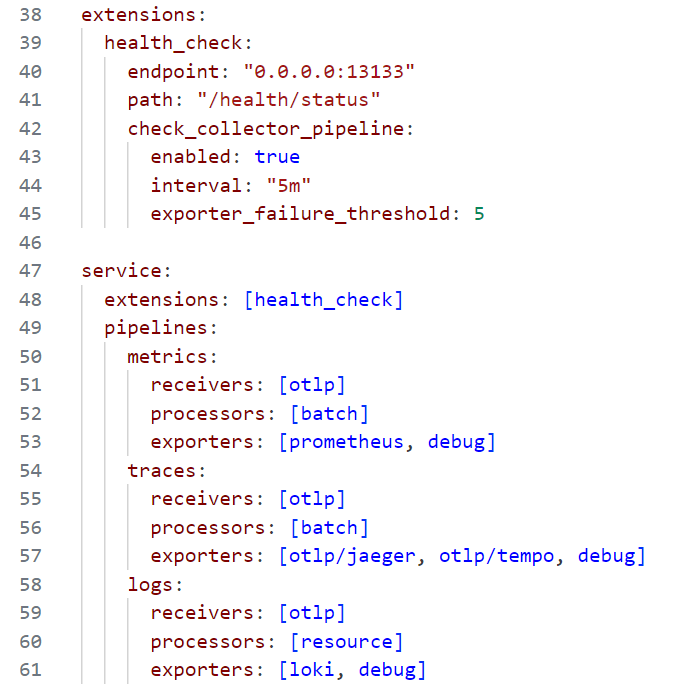 38 extensions:
39   health_check:
40     endpoint: "0.0.0.0:13133"
41     path: "/health/status"
42     check_collector_pipeline:
43       enabled: true
44       interval: "5m"
45       exporter_failure_threshold: 5
46
47 service:
48   extensions: [health_check]
49   pipelines:
50     metrics:
51       receivers: [otlp]
52       processors: [batch]
53       exporters: [prometheus, debug]
54     traces:
55       receivers: [otlp]
56       processors: [batch]
57       exporters: [otlp/jaeger, otlp/tempo, debug]
58     logs:
59       receivers: [otlp]
60       processors: [resource]
61       exporters: [loki, debug]